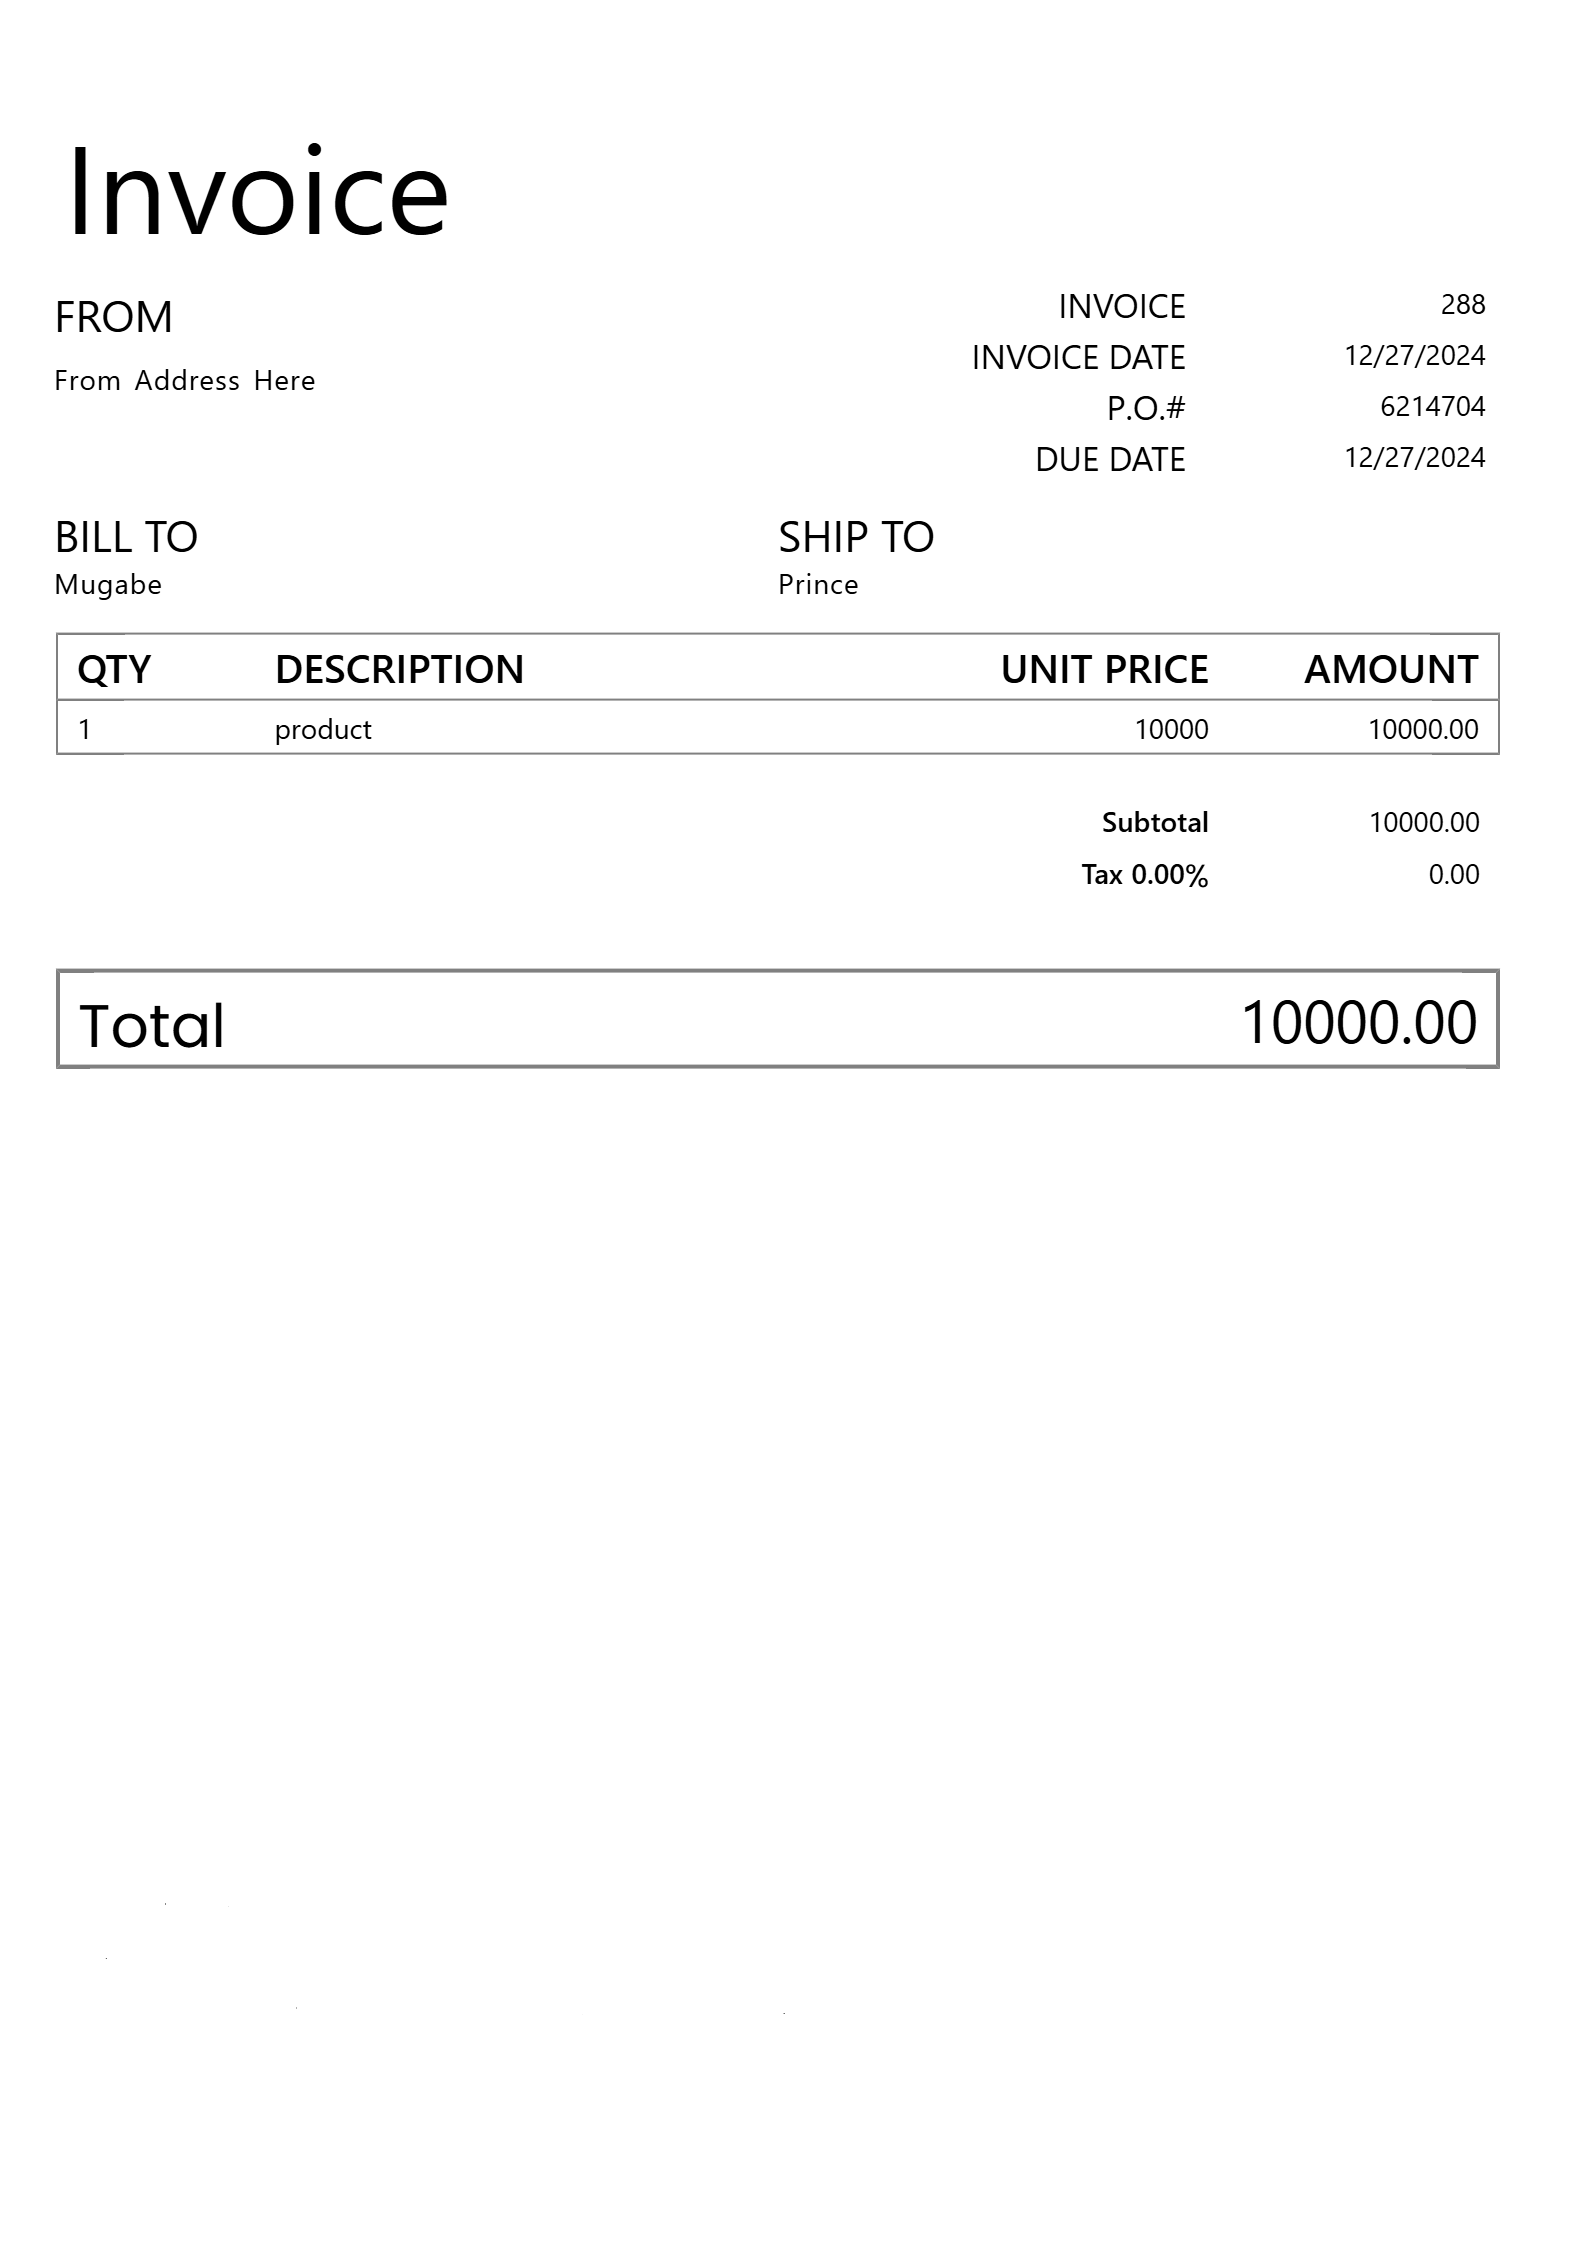 Invoice
FROM
From Address Here
INVOICE 288
INVOICE DATE 12/27/2024
P.O.# 6214704
DUE DATE 12/27/2024
BILL TO
Mugabe
SHIP TO
Prince
QTY DESCRIPTION UNIT PRICE AMOUNT
1 product 10000 10000.00
Subtotal 10000.00
Tax 0.00% 0.00
Total 10000.00